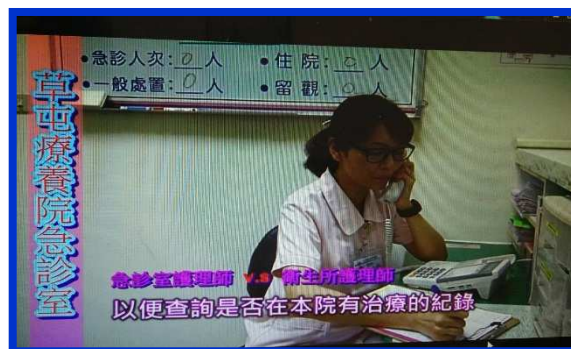 •急診人次:0人 •住院:0人
•一般處置:0人 •留觀:0人
草屯療養院急診室
急診室護理師 V.S 衛生所護理師
以便查詢是否在本院有治療的紀錄